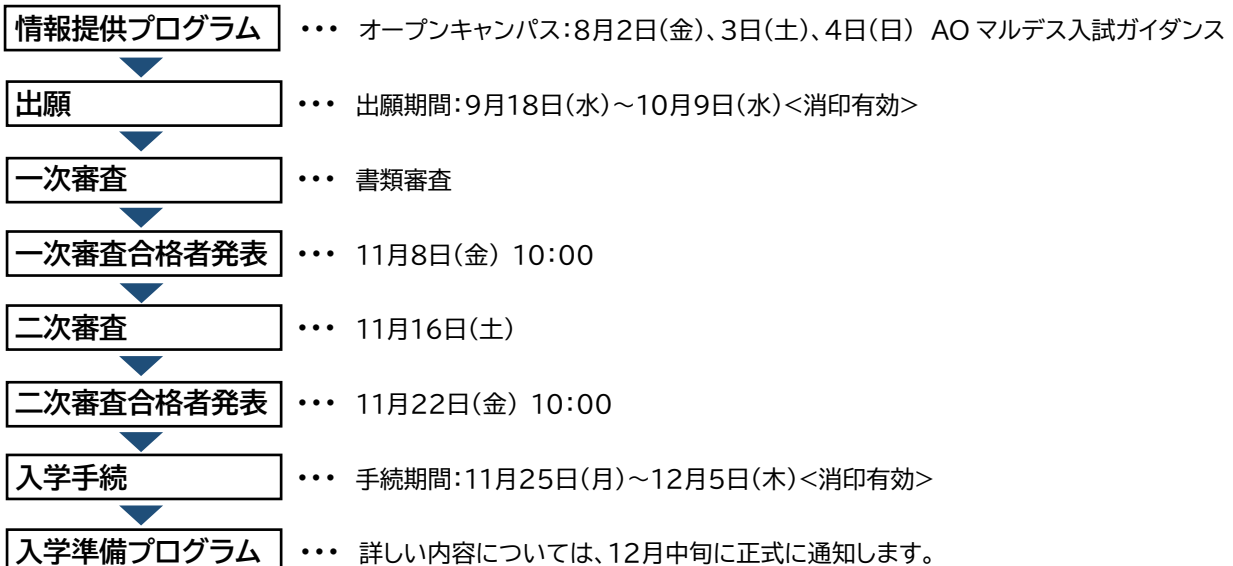 情報提供プログラム ••• オープンキャンパス:8月2日(金)、3日(土)、4日(日) AO マルデス入試ガイダンス
出願 ••• 出願期間:9月18日(水)~10月9日(水)<消印有効>
一次審査 ••• 書類審査
一次審査合格者発表 ••• 11月8日(金) 10:00
二次審査 ••• 11月16日(土)
二次審査合格者発表 ••• 11月22日(金) 10:00
入学手続 ••• 手続期間:11月25日(月)~12月5日(木)<消印有効>
入学準備プログラム ••• 詳しい内容については、12月中旬に正式に通知します。